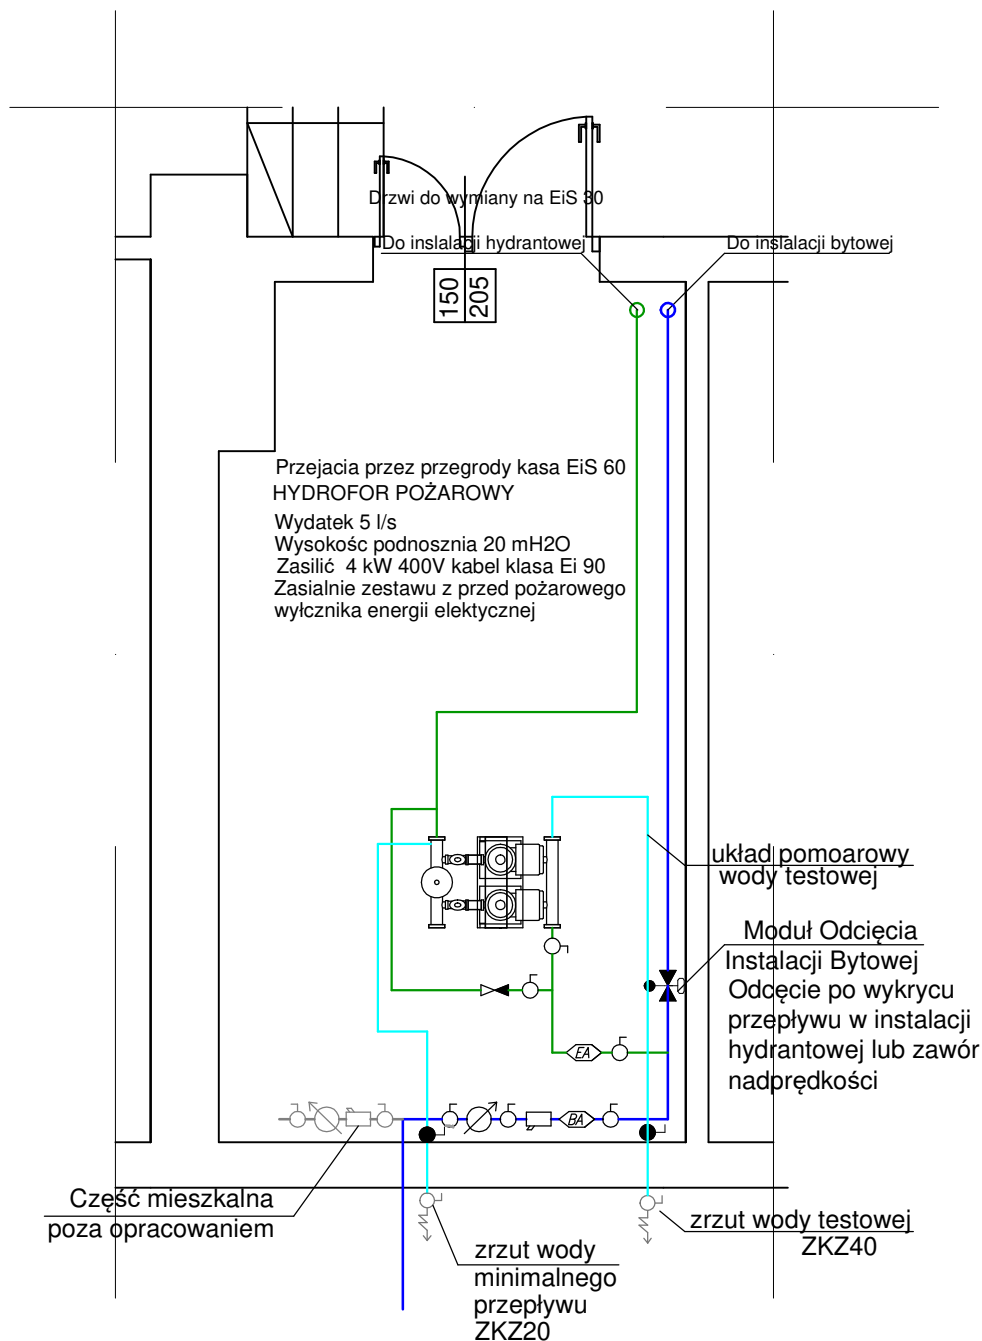 Drzwi do wymiany na EiS 30
Do inslalacji hydrantowej
Do inslalacji bytowej
150
205
Przejacia przez przegrody kasa EiS 60
HYDROFOR POŻAROWY
Wydatek 5 l/s
Wysokośc podnosznia 20 mH2O
Zasilić 4 kW 400V kabel klasa Ei 90
Zasialnie zestawu z przed pożarowego
wyłcznika energii elektycznej
układ pomoarowy
wody testowej
Moduł Odcięcia
Instalacji Bytowej
Odcęcie po wykrycu
przepływu w instalacji
hydrantowej lub zawór
nadprędkości
EA
BA
Część mieszkalna
poza opracowaniem
zrzut wody testowej
ZKZ40
zrzut wody
minimalnego
przepływu
ZKZ20